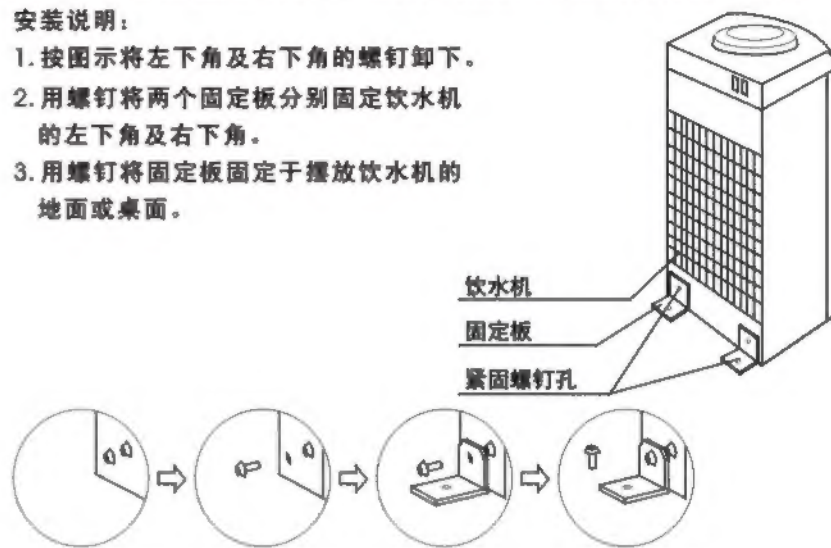 安装说明：
1.按图示将左下角及右下角的螺钉卸下。
2.用螺钉将两个固定板分别固定饮水机
的左下角及右下角。
3.用螺钉将固定板固定于摆放饮水机的
地面或桌面。
饮水机
固定板
紧固螺钉孔